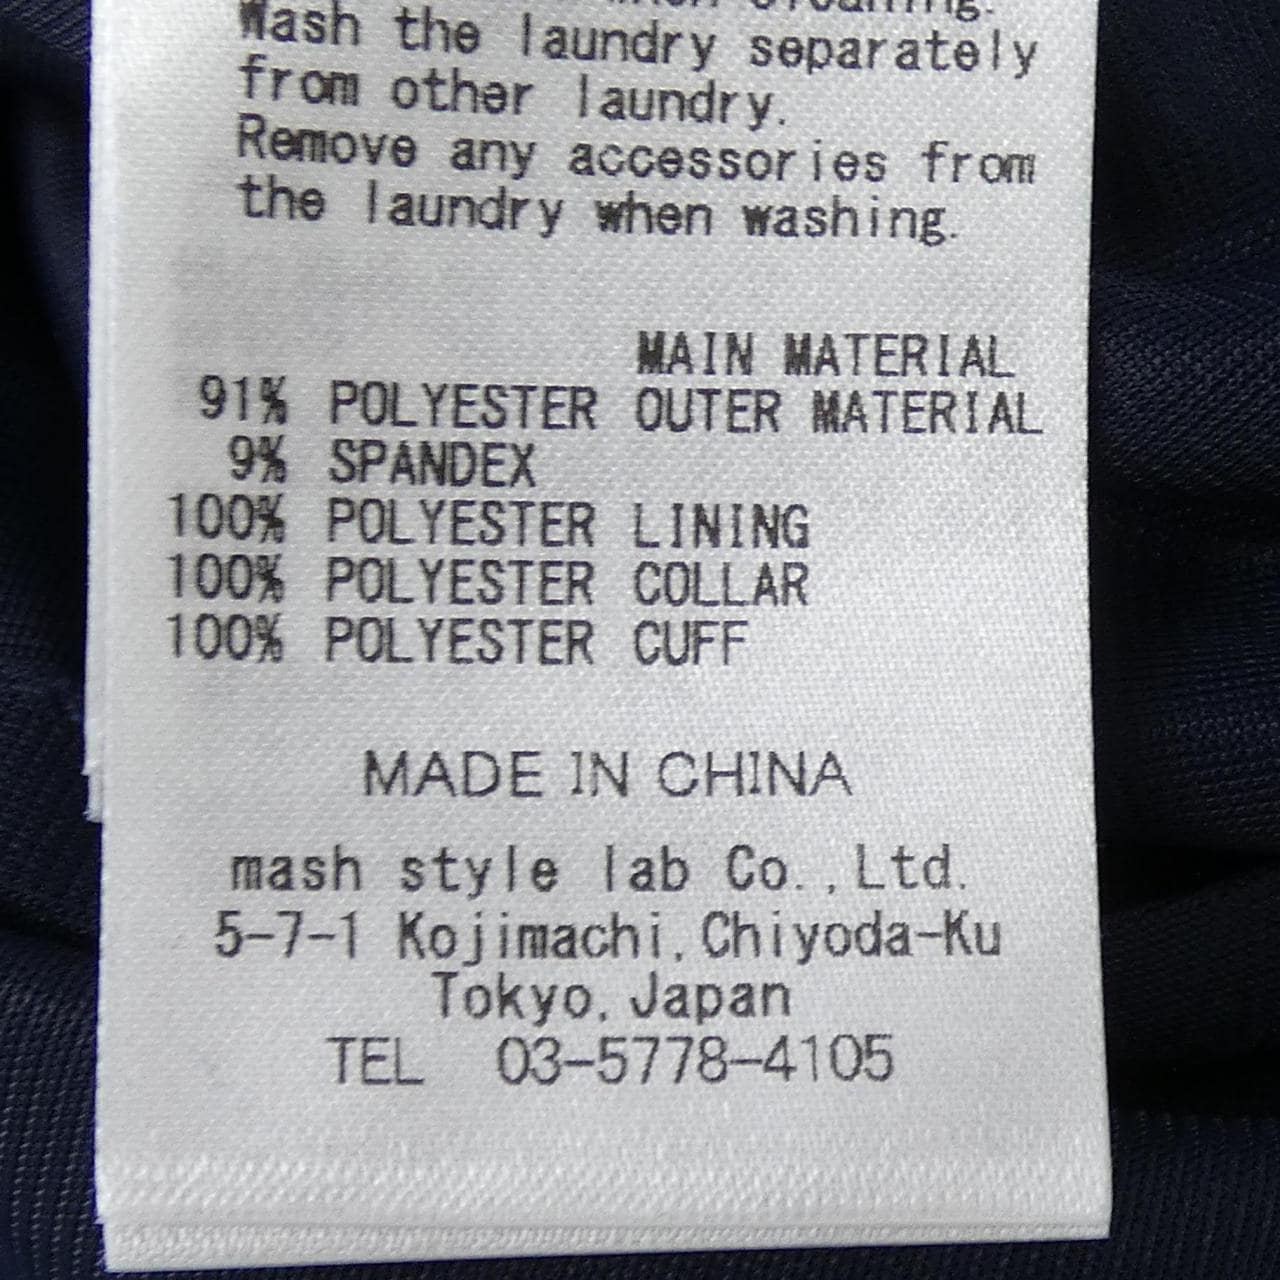 when steaming.
Wash the laundry separately
from other laundry.
Remove any accessories from
the laundry when washing.
MAIN MATERIAL
91% POLYESTER OUTER MATERIAL
9% SPANDEX
100% POLYESTER LINING
100% POLYESTER COLLAR
100% POLYESTER CUFF
MADE IN CHINA
mash style lab Co.,Ltd.
5-7-1 Kojimachi,Chiyoda-Ku
Tokyo,Japan
TEL 03-5778-4105